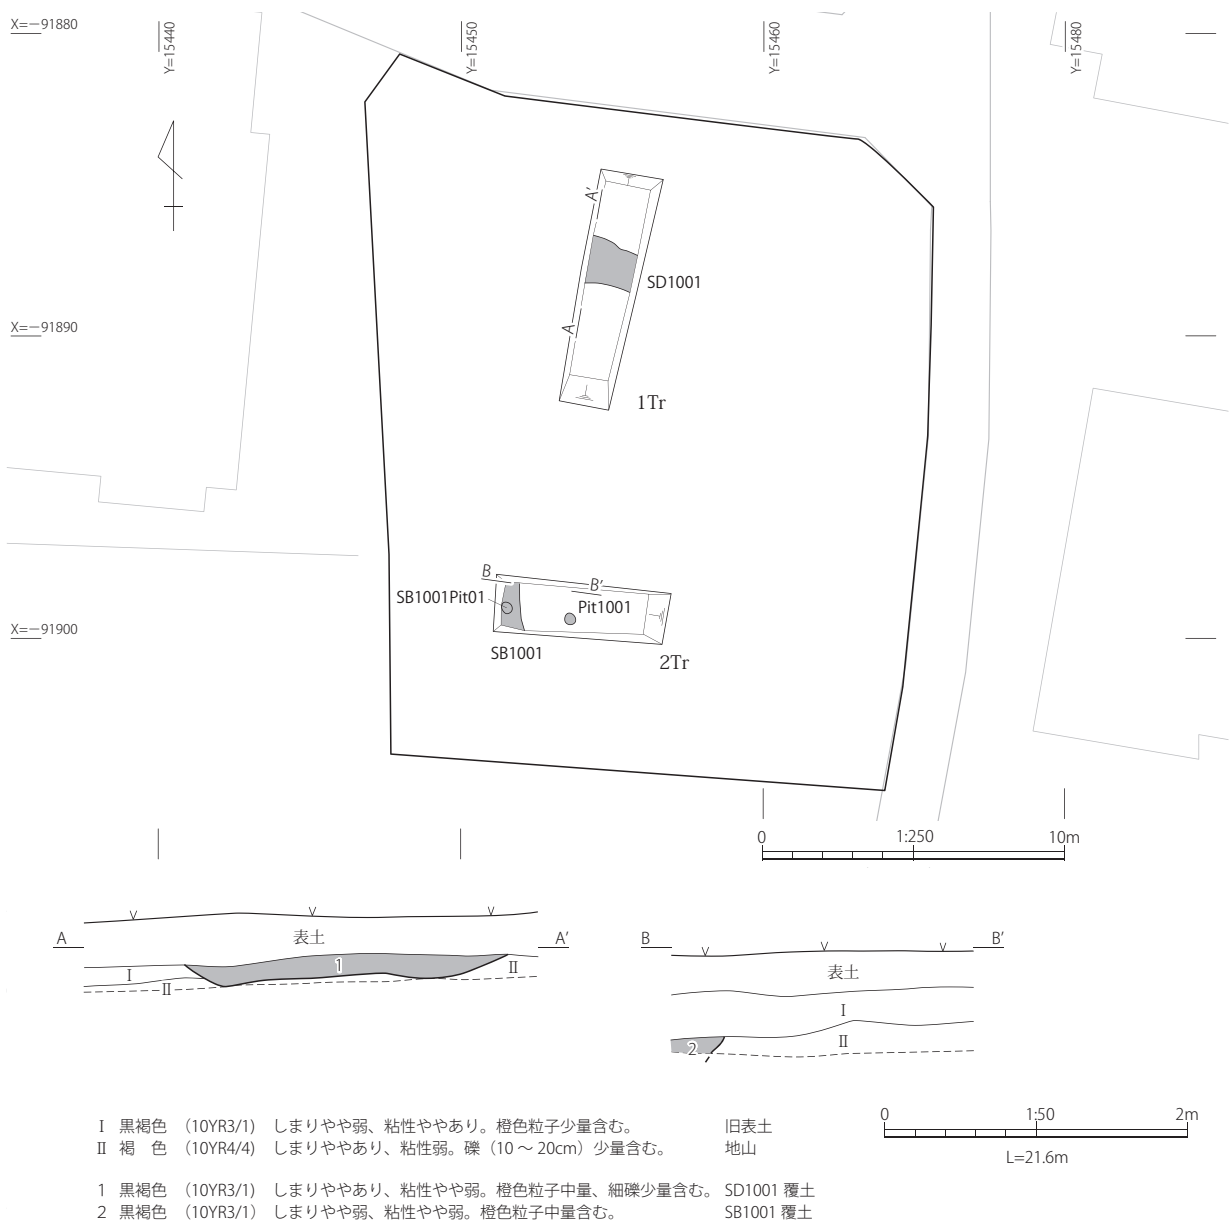 X=−91880
Y=15440
Y=15450
Y=15460
Y=15480
A'
SD1001
X=−91890
A
1Tr
B
B'
SB1001Pit01
Pit1001
X=−91900
SB1001
2Tr
0 1:250 10m
A 表土 A'
1
Ⅰ Ⅱ
Ⅱ
B B'
表土
Ⅰ
Ⅱ
2
Ⅰ 黒褐色 (10YR3/1) しまりやや弱、粘性ややあり。橙色粒子少量含む。 旧表土
Ⅱ 褐 色 (10YR4/4) しまりややあり、粘性弱。礫(10 ~ 20cm)少量含む。 地山
1 黒褐色 (10YR3/1) しまりややあり、粘性やや弱。橙色粒子中量、細礫少量含む。 SD1001 覆土
2 黒褐色 (10YR3/1) しまりやや弱、粘性やや弱。橙色粒子中量含む。 SB1001 覆土
0 1:50 2m
L=21.6m